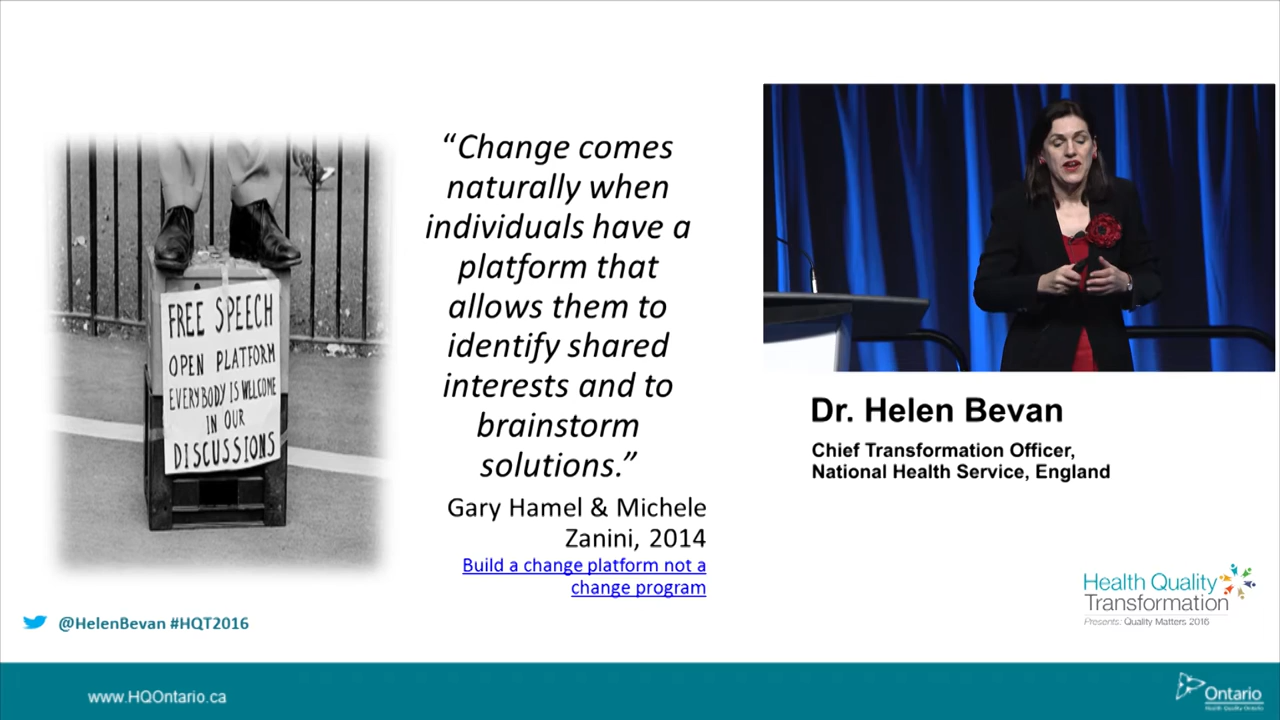 FREE SPEECH
OPEN PLATFORM
EVERYBODY IS WELCOME
IN OUR
DISCUSSIONS
“Change comes
naturally when
individuals have a
platform that
allows them to
identify shared
interests and to
brainstorm
solutions.”
Gary Hamel & Michele
Zanini, 2014
Build a change platform not a
change program
Dr. Helen Bevan
Chief Transformation Officer,
National Health Service, England
Health Quality
Transformation
Presents: Quality Matters 2016
@HelenBevan #HQT2016
www.HQOntario.ca
Ontario
Health Quality Ontario